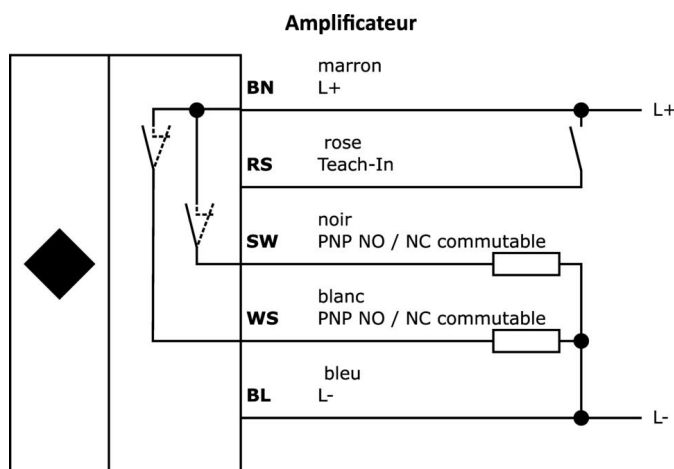 Amplificateur
marron
BN L+
L+
rose
RS Teach-In
noir
SW PNP NO / NC commutable
blanc
WS PNP NO / NC commutable
bleu
BL L-
L-